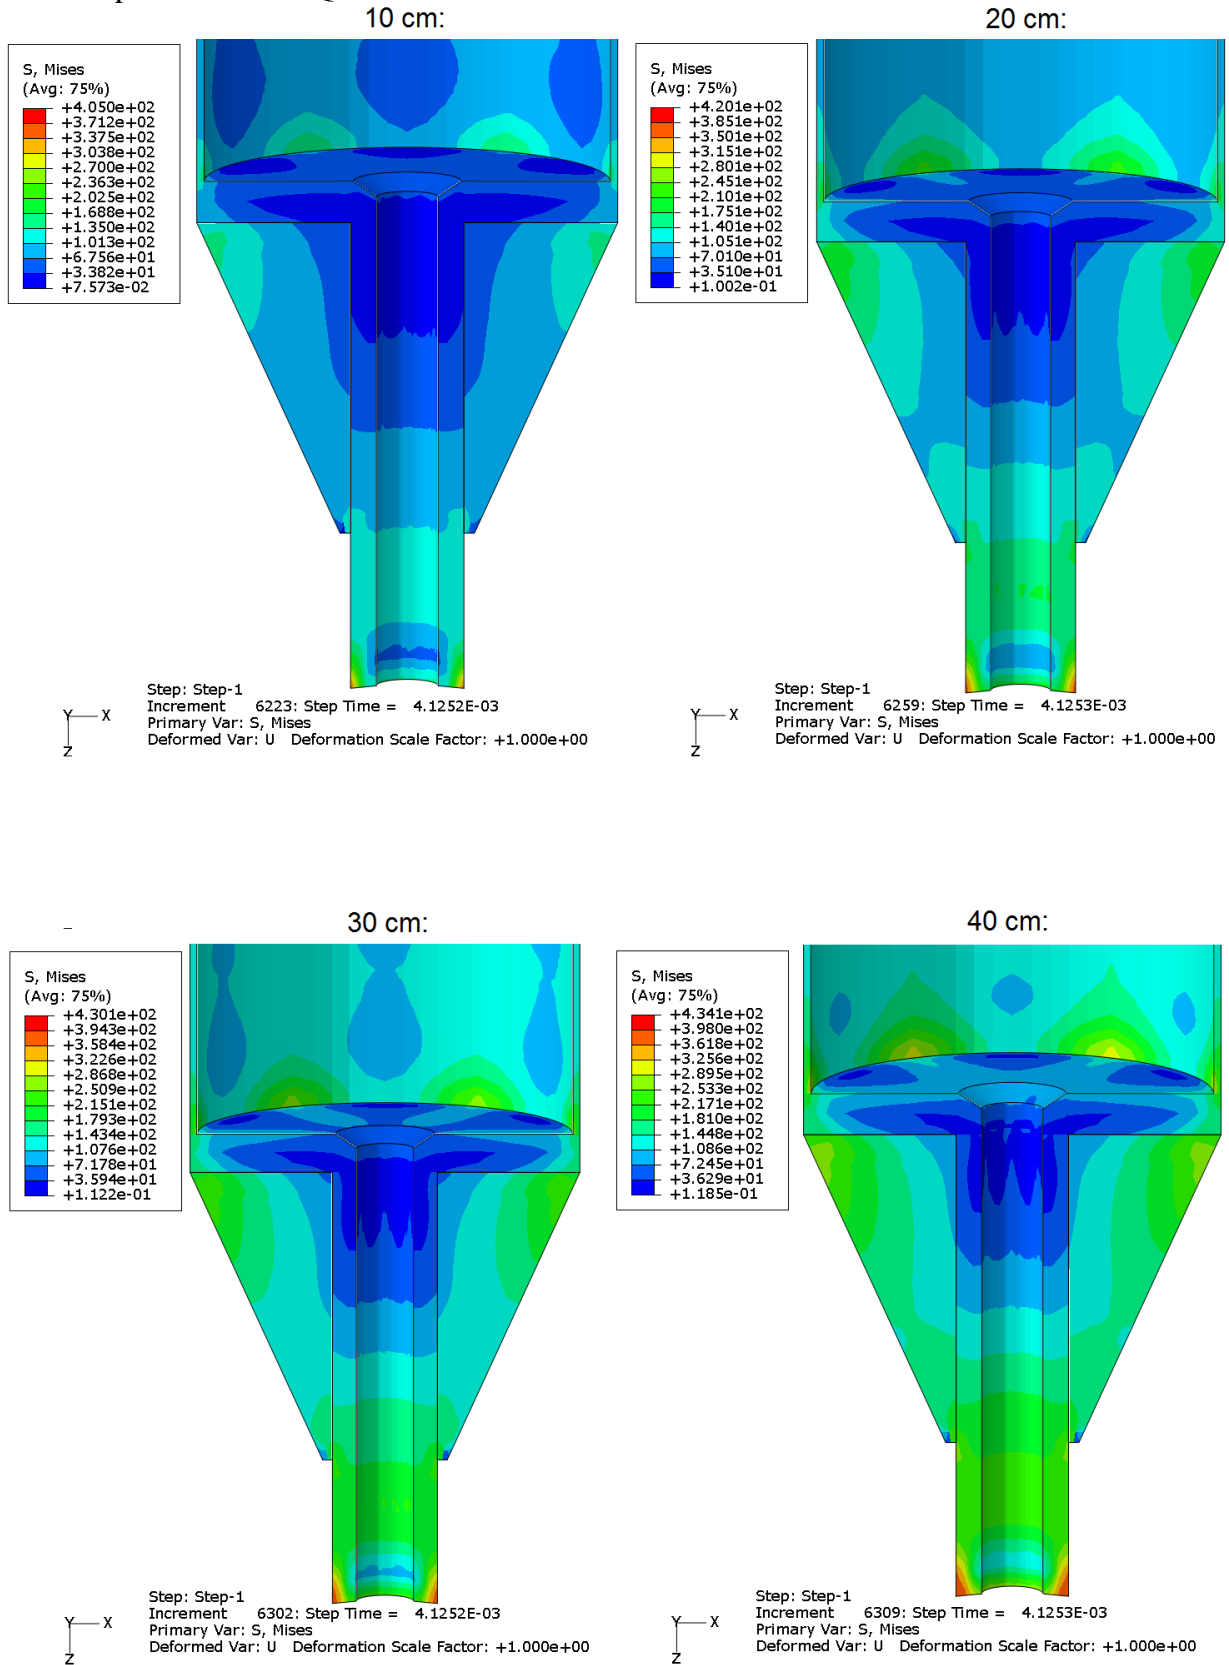 10 cm:
S, Mises
(Avg: 75%)
+4.050e+02
+3.712e+02
+3.375e+02
+3.038e+02
+2.700e+02
+2.363e+02
+2.025e+02
+1.688e+02
+1.350e+02
+1.013e+02
+6.756e+01
+3.382e+01
+7.573e-02
Step: Step-1
Increment 6223: Step Time = 4.1252E-03
Primary Var: S, Mises
Deformed Var: U Deformation Scale Factor: +1.000e+00
Y X
Z
20 cm:
S, Mises
(Avg: 75%)
+4.201e+02
+3.851e+02
+3.501e+02
+3.151e+02
+2.801e+02
+2.451e+02
+2.101e+02
+1.751e+02
+1.401e+02
+1.051e+02
+7.010e+01
+3.510e+01
+1.002e-01
Step: Step-1
Increment 6259: Step Time = 4.1253E-03
Primary Var: S, Mises
Deformed Var: U Deformation Scale Factor: +1.000e+00
Y X
Z
30 cm:
S, Mises
(Avg: 75%)
+4.301e+02
+3.943e+02
+3.584e+02
+3.226e+02
+2.868e+02
+2.509e+02
+2.151e+02
+1.793e+02
+1.434e+02
+1.076e+02
+7.178e+01
+3.594e+01
+1.122e-01
Step: Step-1
Increment 6302: Step Time = 4.1252E-03
Primary Var: S, Mises
Deformed Var: U Deformation Scale Factor: +1.000e+00
Y X
Z
40 cm:
S, Mises
(Avg: 75%)
+4.341e+02
+3.980e+02
+3.618e+02
+3.256e+02
+2.895e+02
+2.533e+02
+2.171e+02
+1.810e+02
+1.448e+02
+1.086e+02
+7.245e+01
+3.629e+01
+1.185e-01
Step: Step-1
Increment 6309: Step Time = 4.1253E-03
Primary Var: S, Mises
Deformed Var: U Deformation Scale Factor: +1.000e+00
Y X
Z